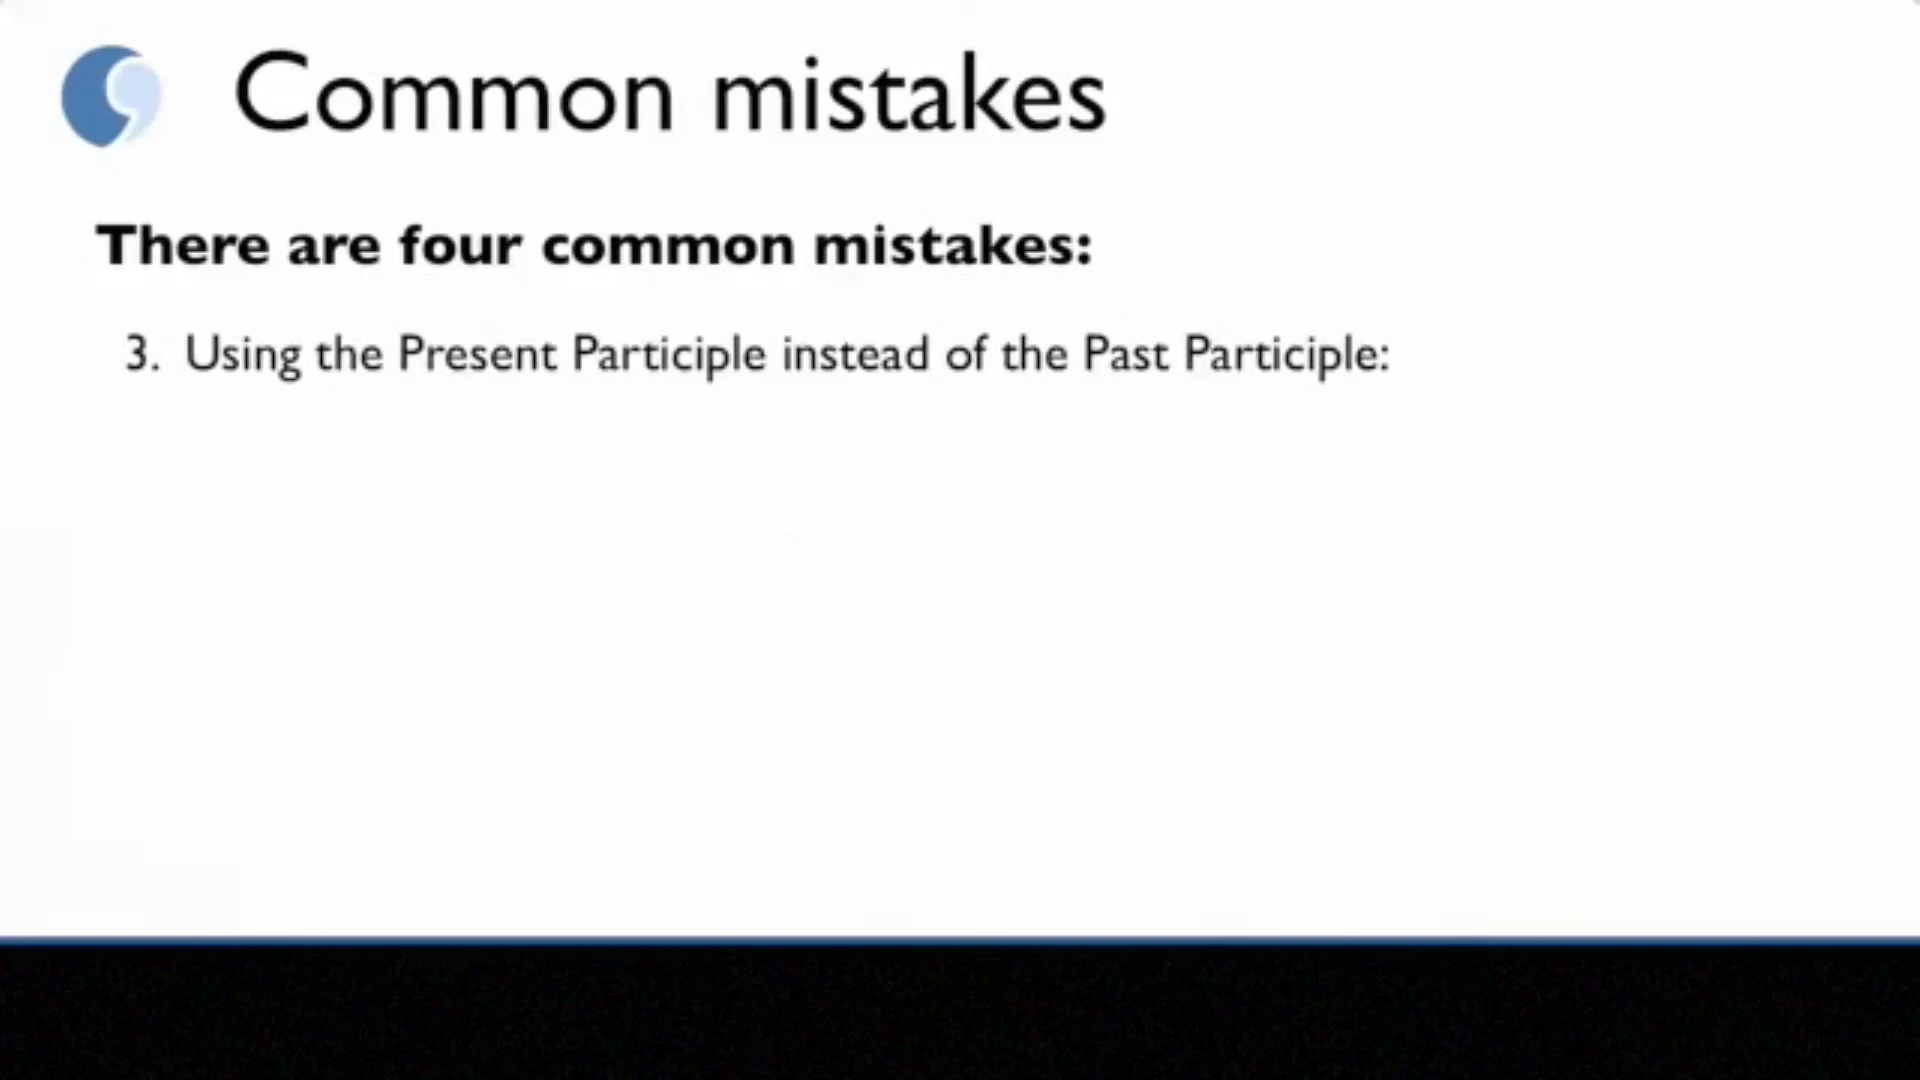 Common mistakes
There are four common mistakes:
3. Using the Present Participle instead of the Past Participle: